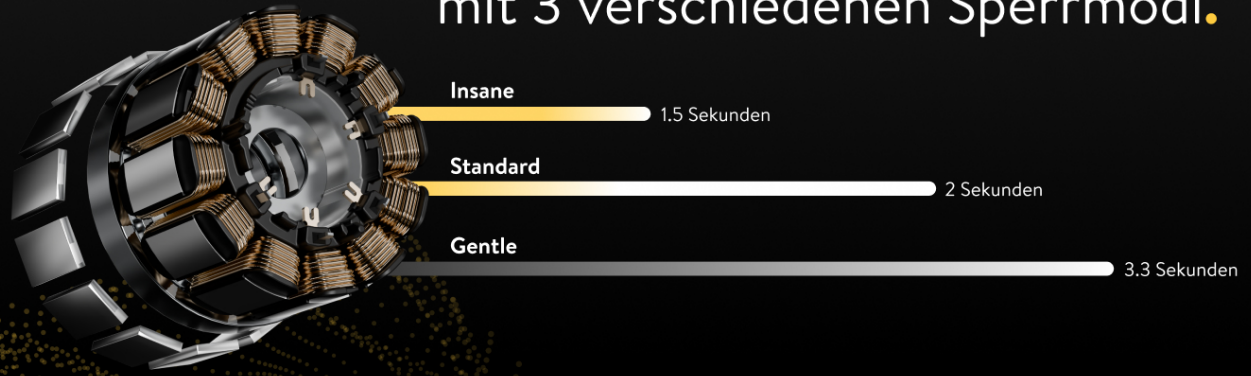 mit 3 verschiedenen Sperrmodi.
Insane
1.5 Sekunden
Standard
2 Sekunden
Gentle
3.3 Sekunden